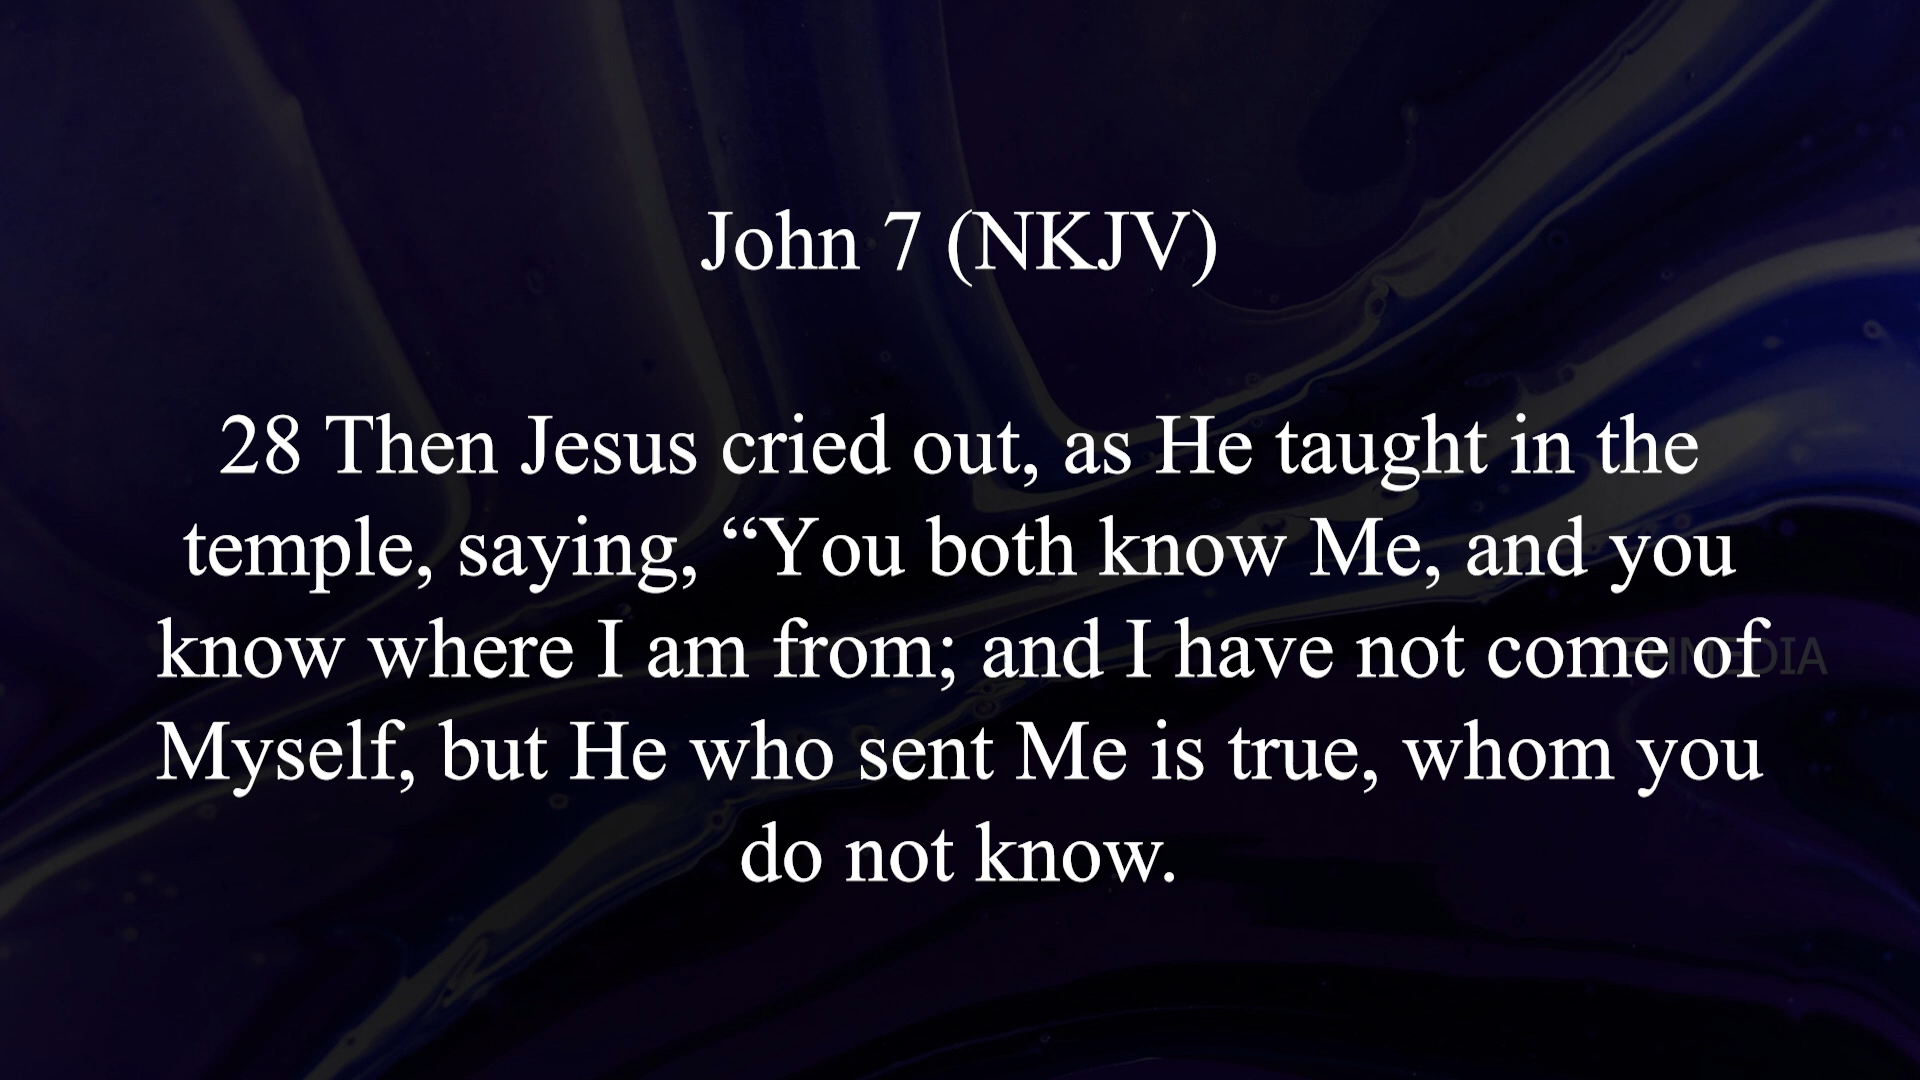 John 7 (NKJV)
28 Then Jesus cried out, as He taught in the
temple, saying, “You both know Me, and you
know where I am from; and I have not come of
Myself, but He who sent Me is true, whom you
do not know.